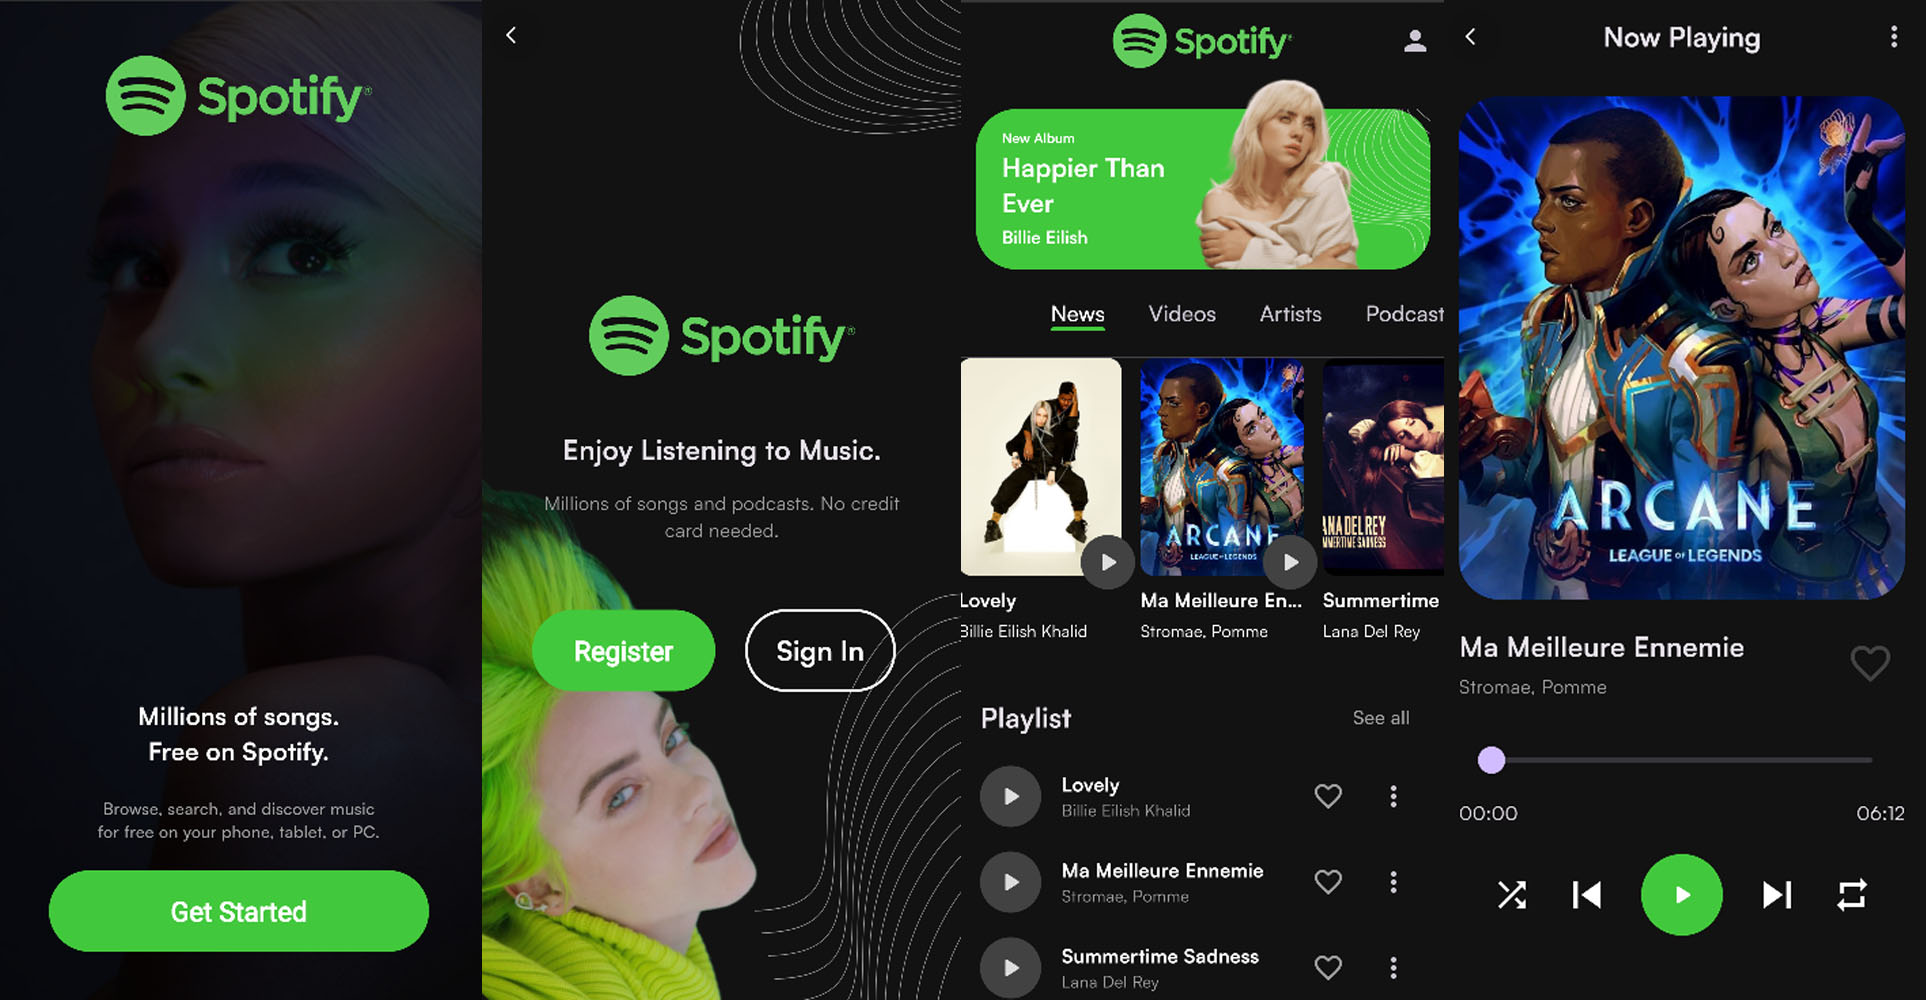 Spotify®
Millions of songs.
Free on Spotify.
Browse, search, and discover music
for free on your phone, tablet, or PC.
Get Started
Spotify®
Enjoy Listening to Music.
Millions of songs and podcasts. No credit
card needed.
Register
Sign In
Spotify®
New Album
Happier Than
Ever
Billie Eilish
News
Videos
Artists
Podcast
ARCANE
LEAGUE OF LEGENDS
ANA DEL REY
MMERTIME SADNESS
Lovely
Billie Eilish Khalid
Ma Meilleure En...
Stromae, Pomme
Summertime
Lana Del Rey
Playlist
See all
Lovely
Billie Eilish Khalid
Ma Meilleure Ennemie
Stromae, Pomme
Summertime Sadness
Lana Del Rey
Now Playing
ARCANE
LEAGUE OF LEGENDS
Ma Meilleure Ennemie
Stromae, Pomme
00:00
06:12